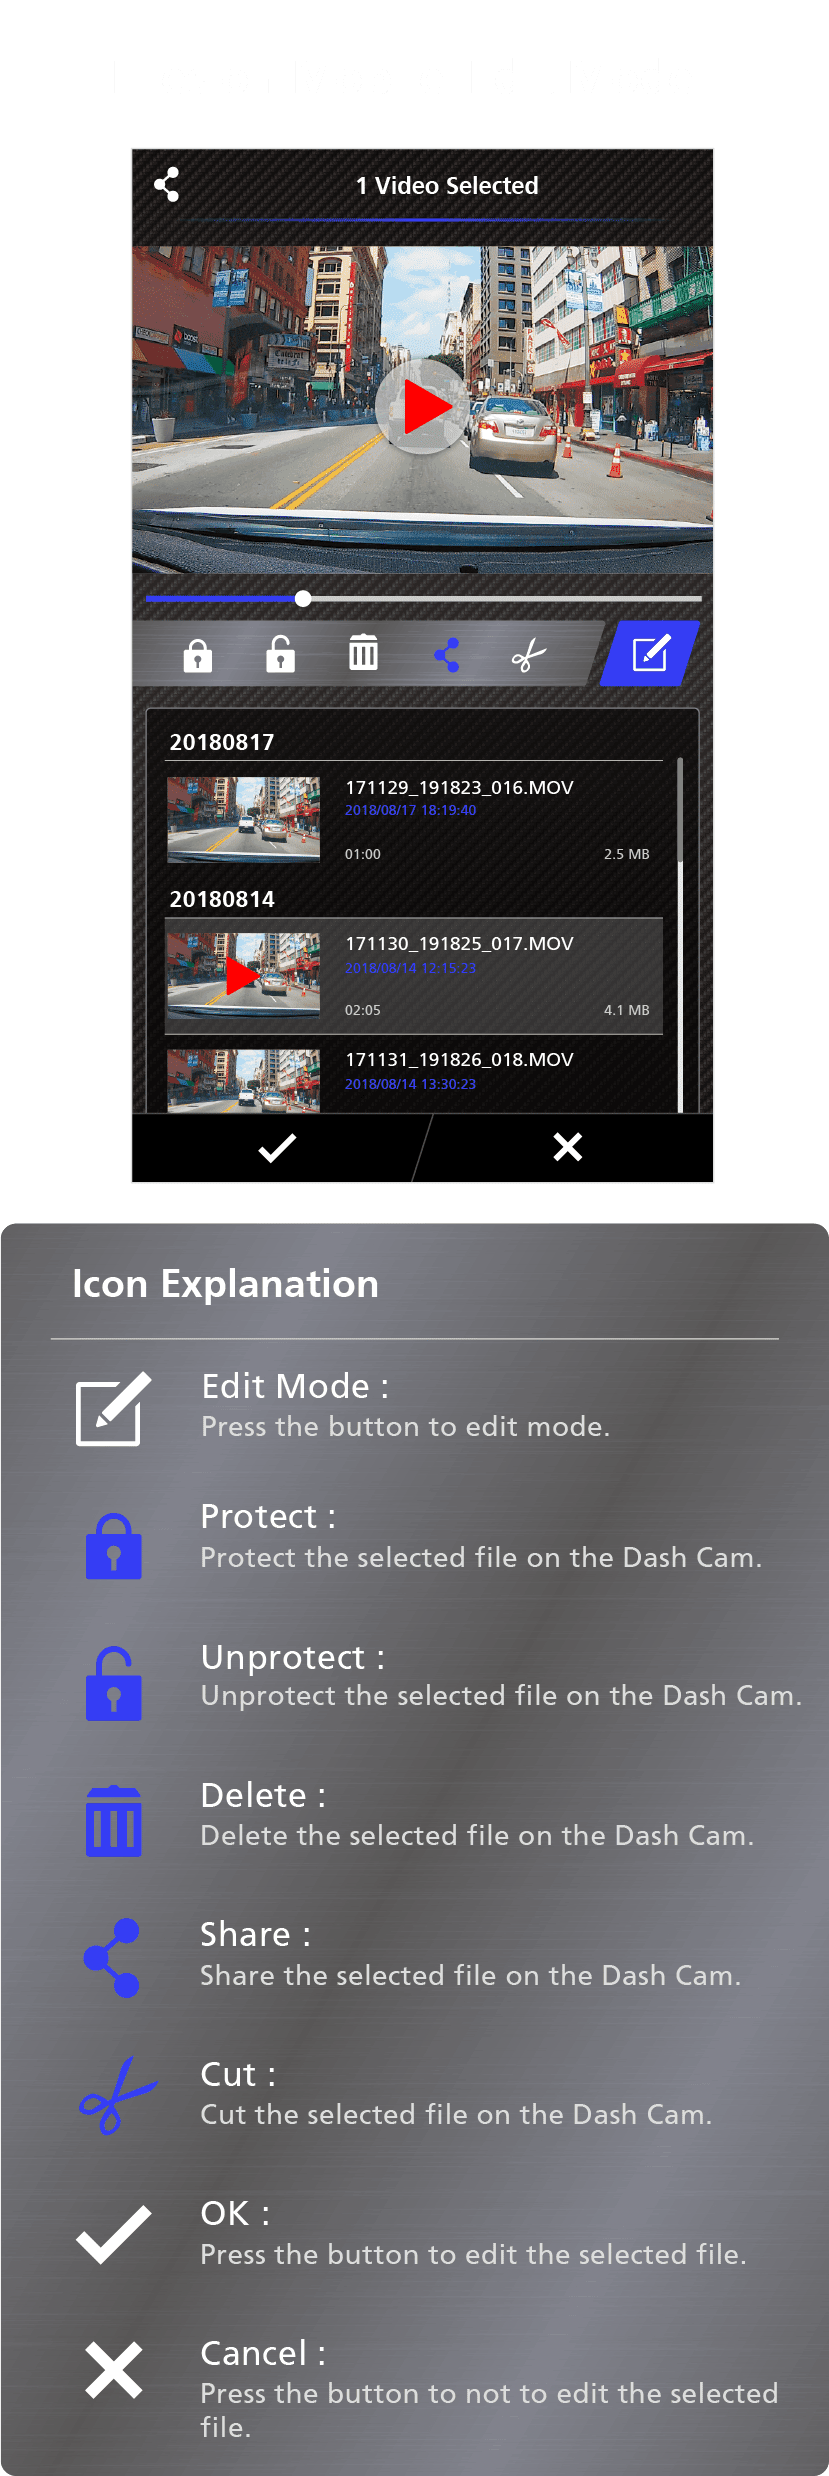 1 Video Selected
20180817
171129_191823_016.MOV
2018/08/17 18:19:40
01:00 2.5 MB
20180814
171130_191825_017.MOV
2018/08/14 12:15:23
02:05 4.1 MB
171131_191826_018.MOV
2018/08/14 13:30:23
Icon Explanation
Edit Mode :
Press the button to edit mode.
Protect :
Protect the selected file on the Dash Cam.
Unprotect :
Unprotect the selected file on the Dash Cam.
Delete :
Delete the selected file on the Dash Cam.
Share :
Share the selected file on the Dash Cam.
Cut :
Cut the selected file on the Dash Cam.
OK :
Press the button to edit the selected file.
Cancel :
Press the button to not to edit the selected
file.